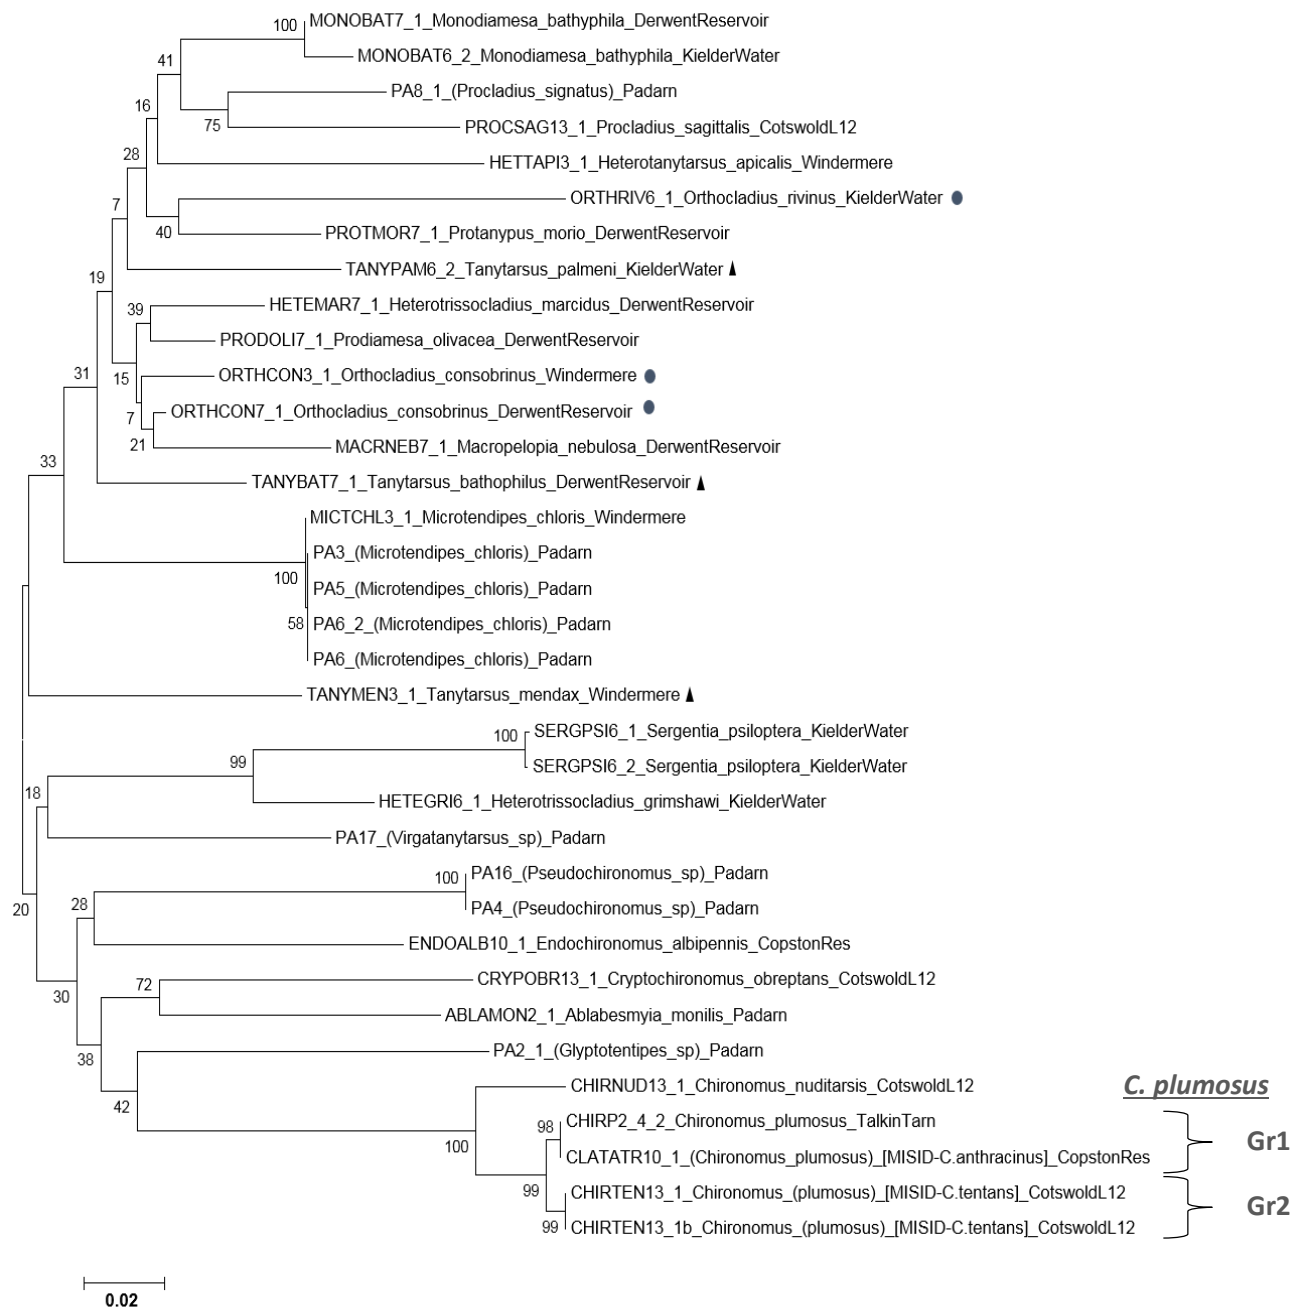 100
MONOBAT7_1_Monodiamesa_bathyphila_DerwentReservoir
MONOBAT6_2_Monodiamesa_bathyphila_KielderWater
41
PA8_1_(Procladius_signatus)_Padarn
16
75
PROCSAG13_1_Procladius_sagittalis_CotswoldL12
28
HETTAPI3_1_Heterotanytarsus_apicalis_Windermere
7
ORTHRIV6_1_Orthocladius_rivinus_KielderWater
40
PROTMOR7_1_Protanypus_morio_DerwentReservoir
19
TANYPAM6_2_Tanytarsus_palmeni_KielderWater
39
HETEMAR7_1_Heterotrissocladius_marcidus_DerwentReservoir
PRODOLI7_1_Prodiamesa_olivacea_DerwentReservoir
31
15
ORTHCON3_1_Orthocladius_consobrinus_Windermere
7
ORTHCON7_1_Orthocladius_consobrinus_DerwentReservoir
21
MACRNEB7_1_Macropelopia_nebulosa_DerwentReservoir
33
TANYBAT7_1_Tanytarsus_bathophilus_DerwentReservoir
MICTCHL3_1_Microtendipes_chloris_Windermere
PA3_(Microtendipes_chloris)_Padarn
100
PA5_(Microtendipes_chloris)_Padarn
58
PA6_2_(Microtendipes_chloris)_Padarn
PA6_(Microtendipes_chloris)_Padarn
TANYMEN3_1_Tanytarsus_mendax_Windermere
100
SERGPSI6_1_Sergentia_psiloptera_KielderWater
99
SERGPSI6_2_Sergentia_psiloptera_KielderWater
18
HETEGRI6_1_Heterotrissocladius_grimshawi_KielderWater
PA17_(Virgatanytarsus_sp)_Padarn
100
PA16_(Pseudochironomus_sp)_Padarn
20
28
PA4_(Pseudochironomus_sp)_Padarn
ENDOALB10_1_Endochironomus_albipennis_CopstonRes
30
72
CRYPOBR13_1_Cryptochironomus_obreptans_CotswoldL12
ABLAMON2_1_Ablabesmyia_monilis_Padarn
38
PA2_1_(Glyptotentipes_sp)_Padarn
42
CHIRNUD13_1_Chironomus_nuditarsis_CotswoldL12
C. plumosus
98
CHIRP2_4_2_Chironomus_plumosus_TalkinTarn
100
Gr1
CLATATR10_1_(Chironomus_plumosus)_[MISID-C.anthracinus]_CopstonRes
99
CHIRTEN13_1_Chironomus_(plumosus)_[MISID-C.tentans]_CotswoldL12
Gr2
99
CHIRTEN13_1b_Chironomus_(plumosus)_[MISID-C.tentans]_CotswoldL12
0.02